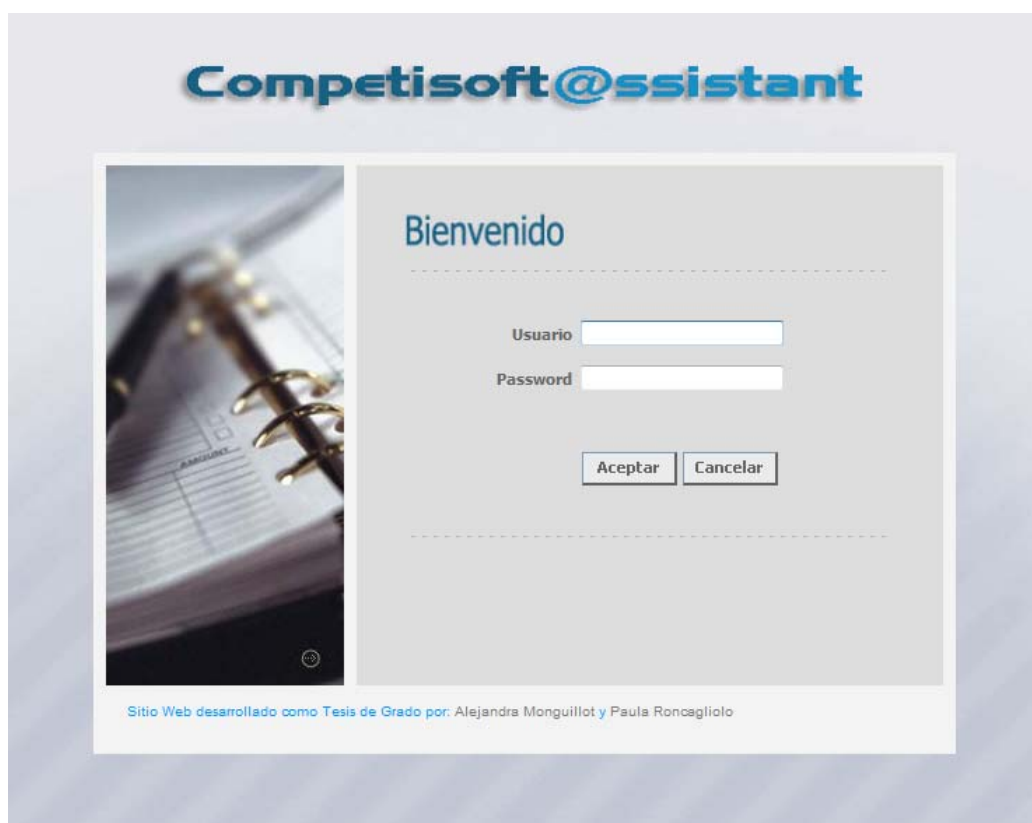 Competisoft@ssistant
Bienvenido
Usuario
Password
Aceptar Cancelar
AMOUNT
Sitio Web desarrollado como Tesis de Grado por: Alejandra Monguillot y Paula Roncagliolo